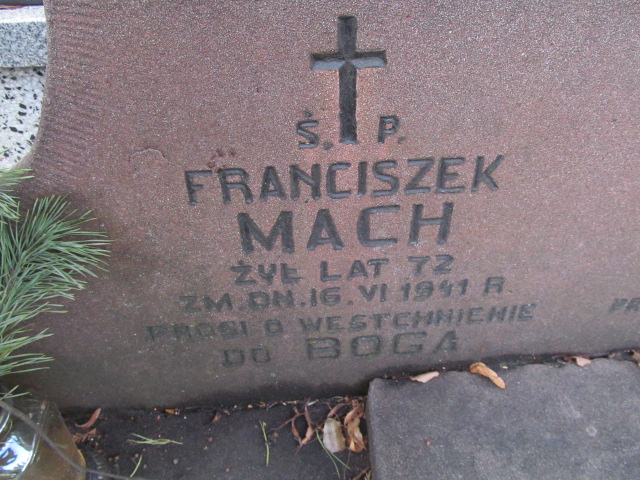 Ś. P.
FRANCISZEK
MACH
ŻYŁ LAT 72
ZM. DN. 16. VI 1941 R.
PROSI O WESTCHNIENIE
DO BOGA